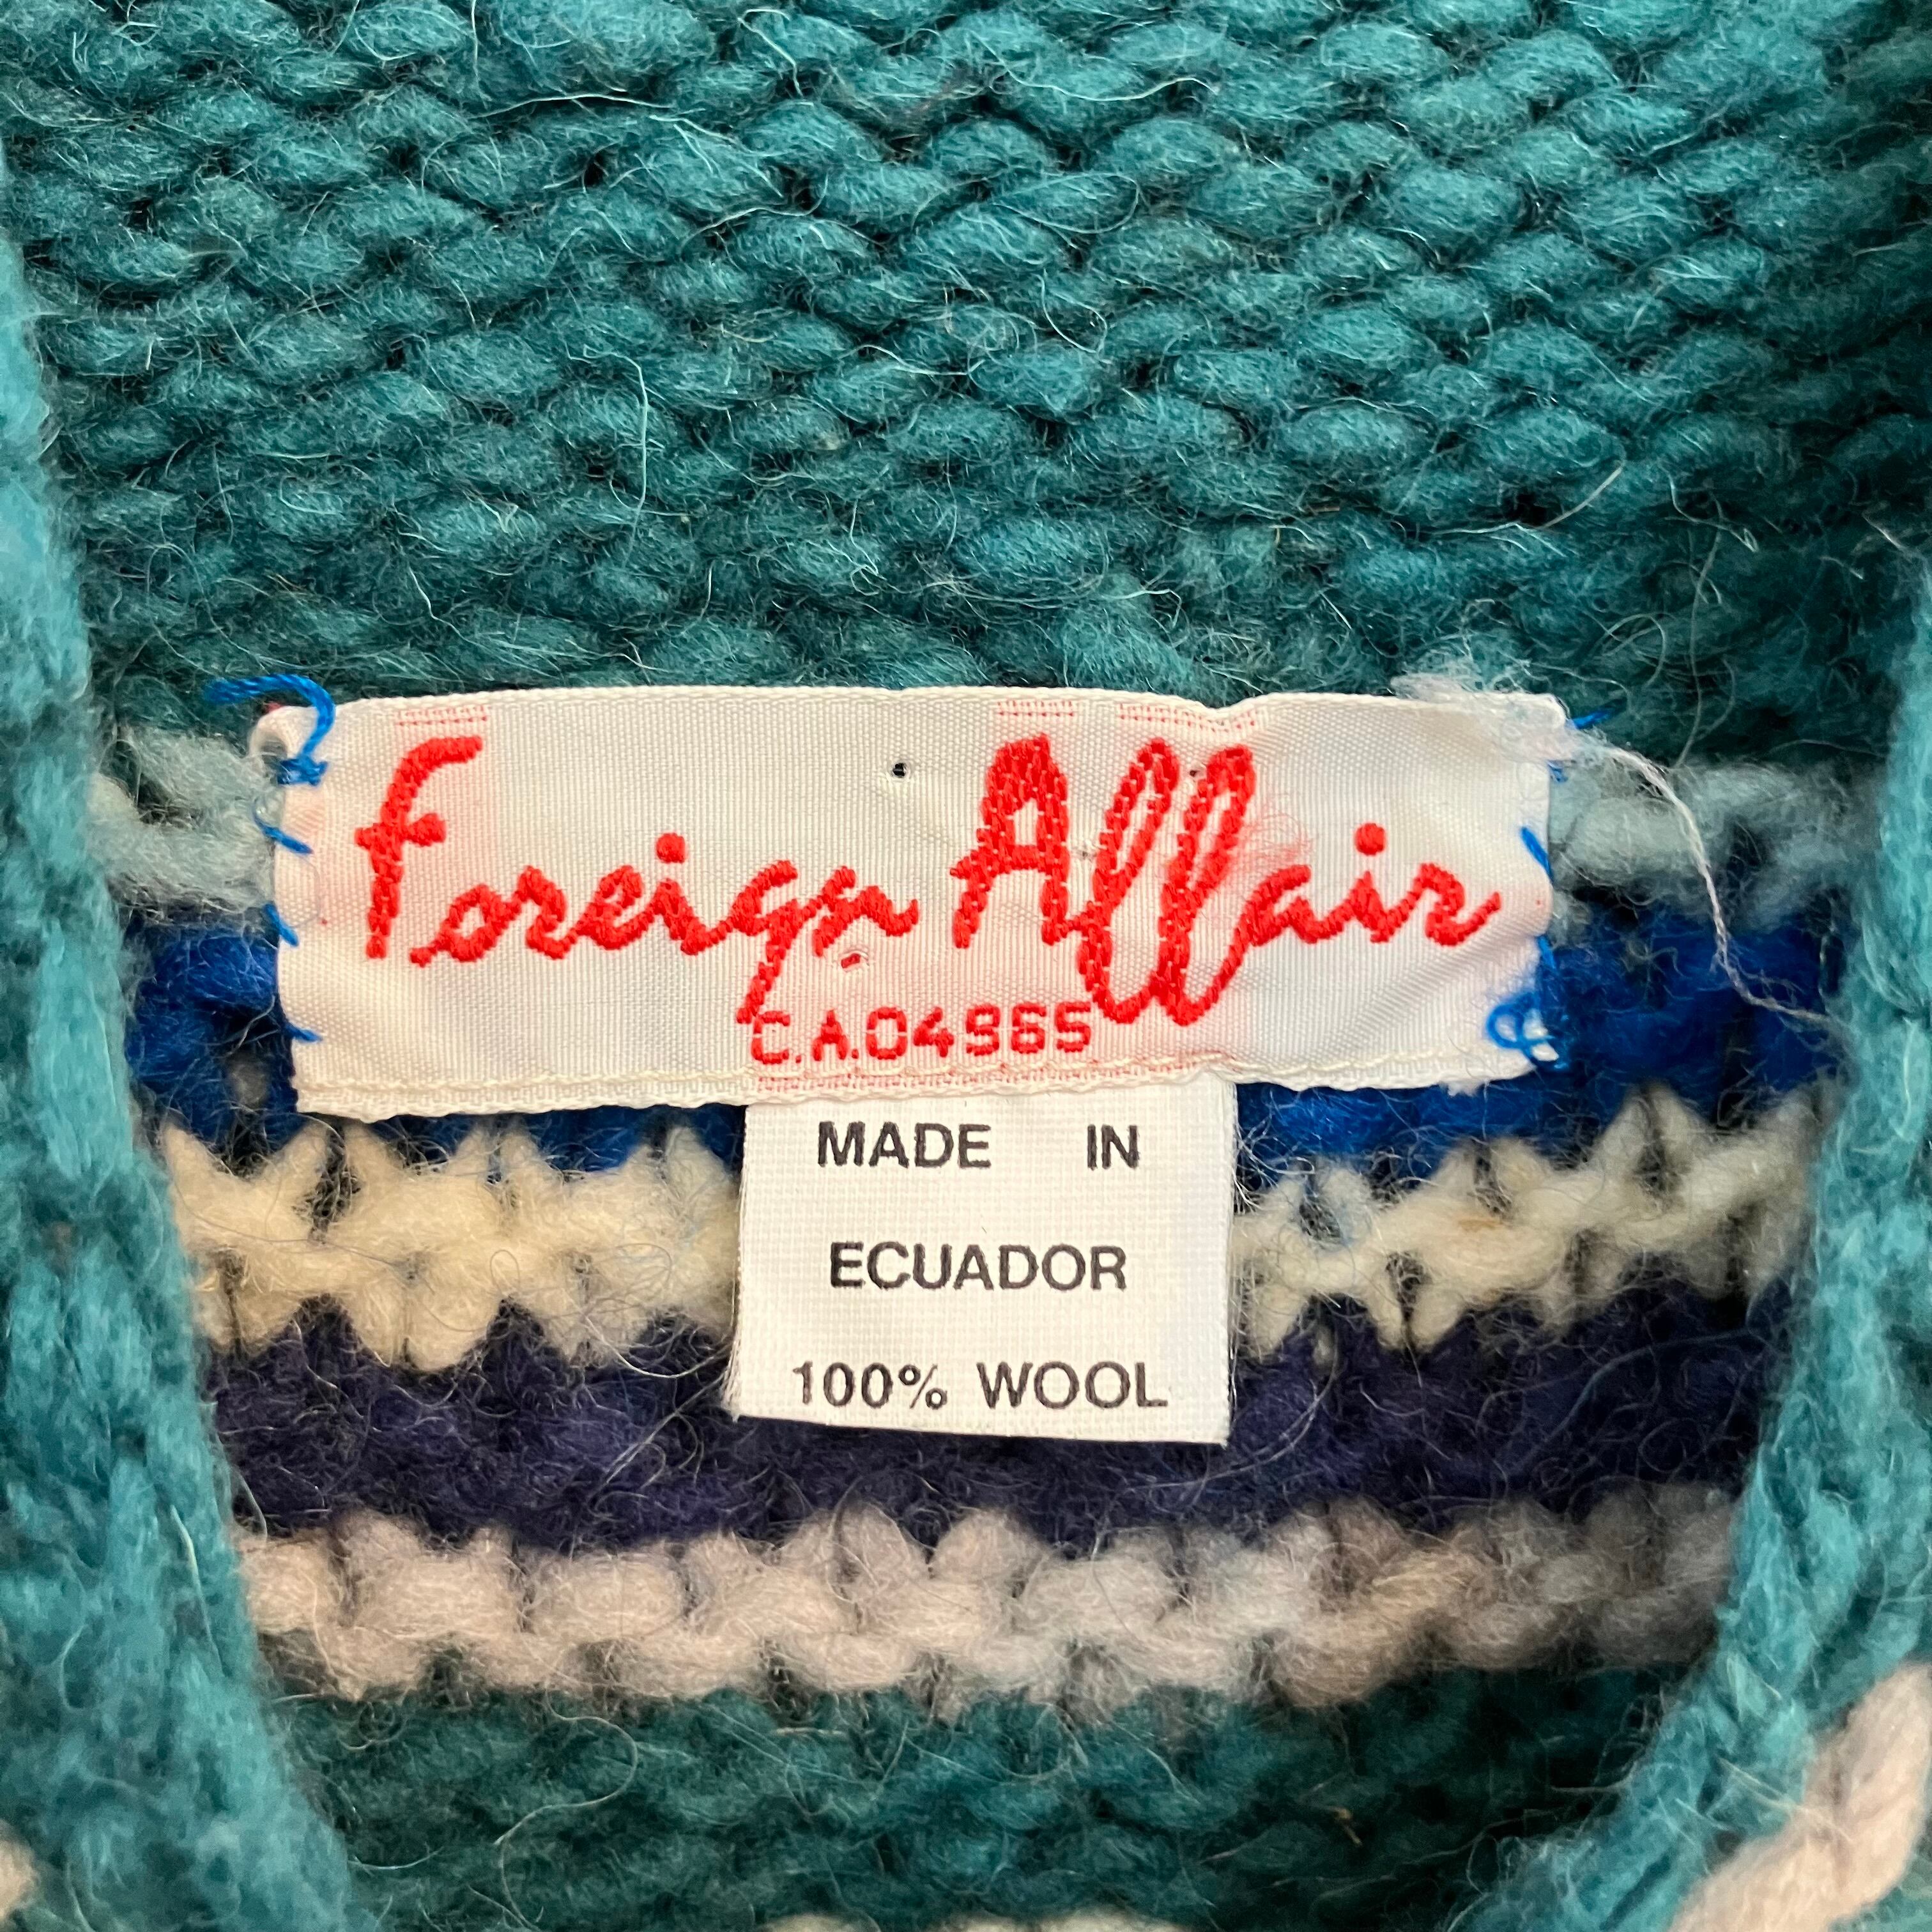 Foreign Affair
C.A.04965
MADE IN
ECUADOR
100% WOOL